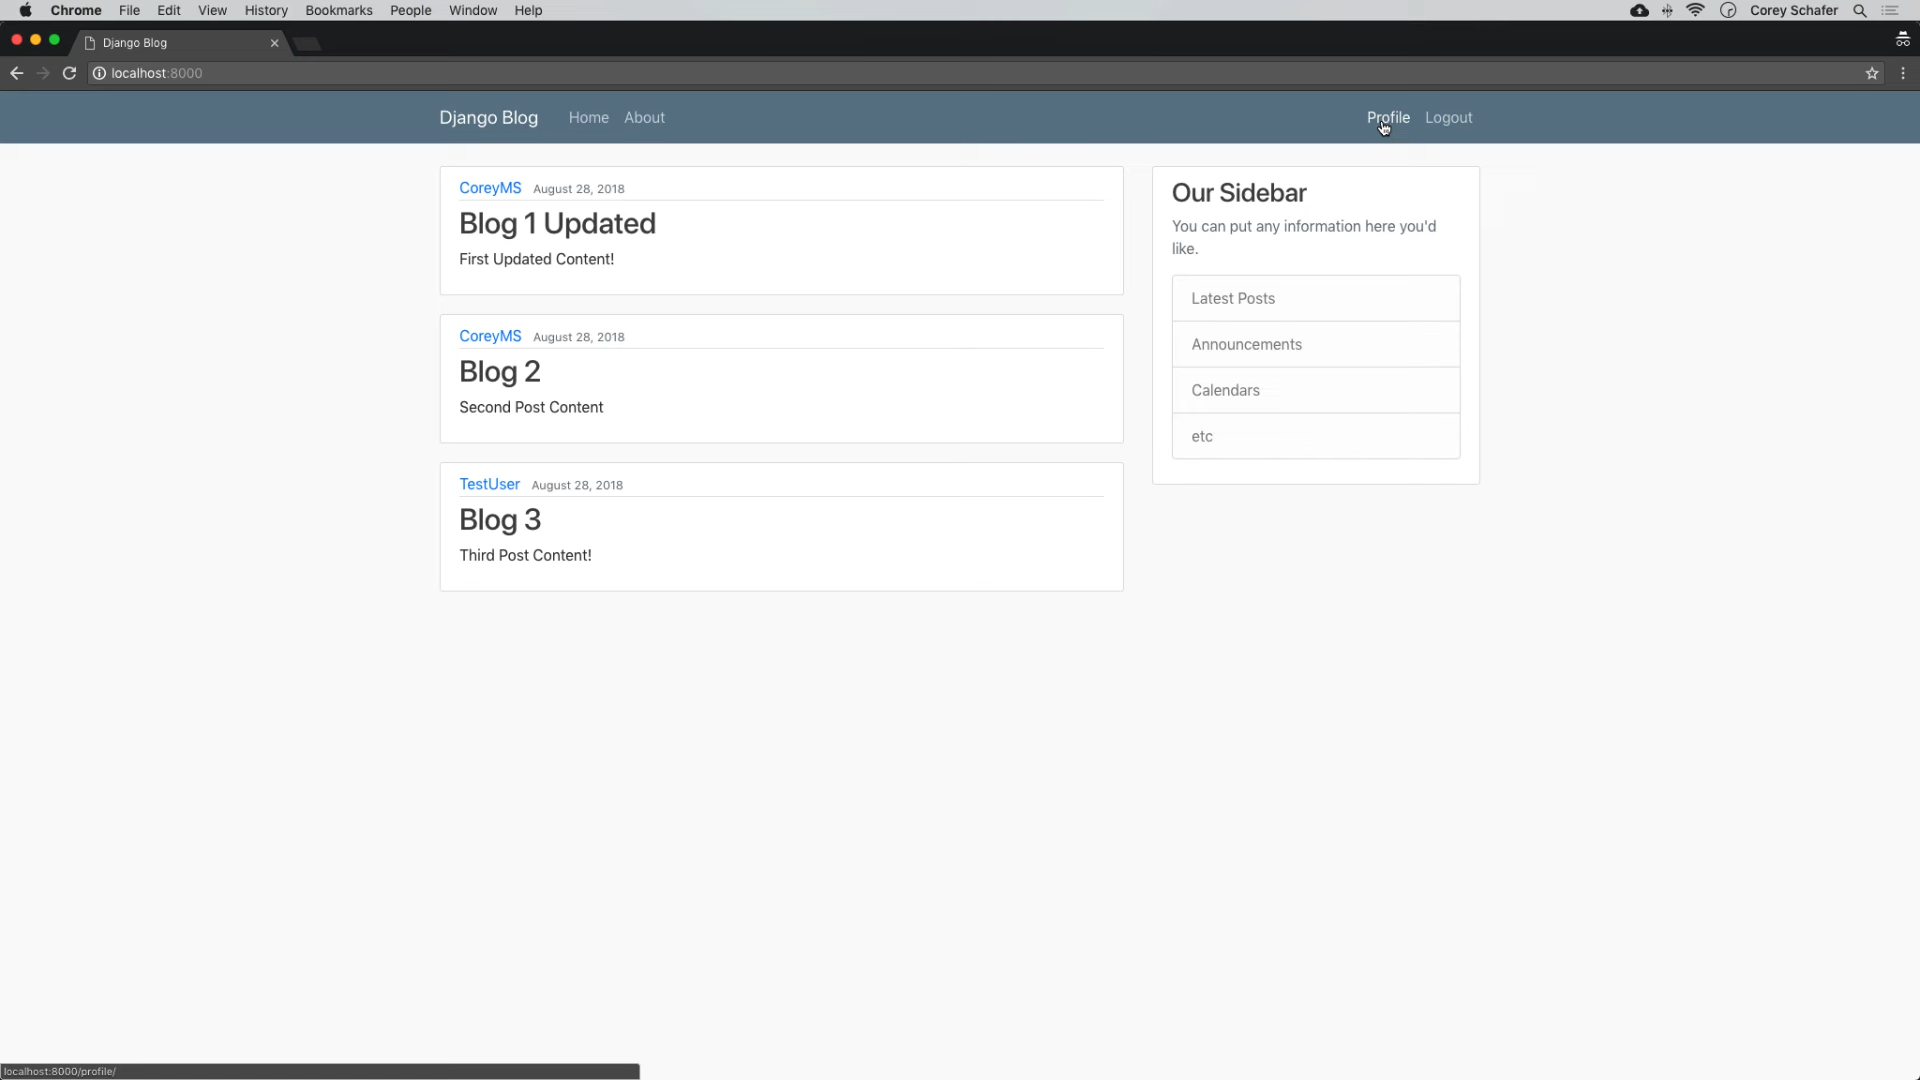 Chrome File Edit View History Bookmarks People Window Help Corey Schafer
Django Blog
localhost:8000
Django Blog Home About Profile Logout
CoreyMS August 28, 2018
Blog 1 Updated
First Updated Content!
CoreyMS August 28, 2018
Blog 2
Second Post Content
TestUser August 28, 2018
Blog 3
Third Post Content!
Our Sidebar
You can put any information here you'd
like.
Latest Posts
Announcements
Calendars
etc
localhost:8000/profile/